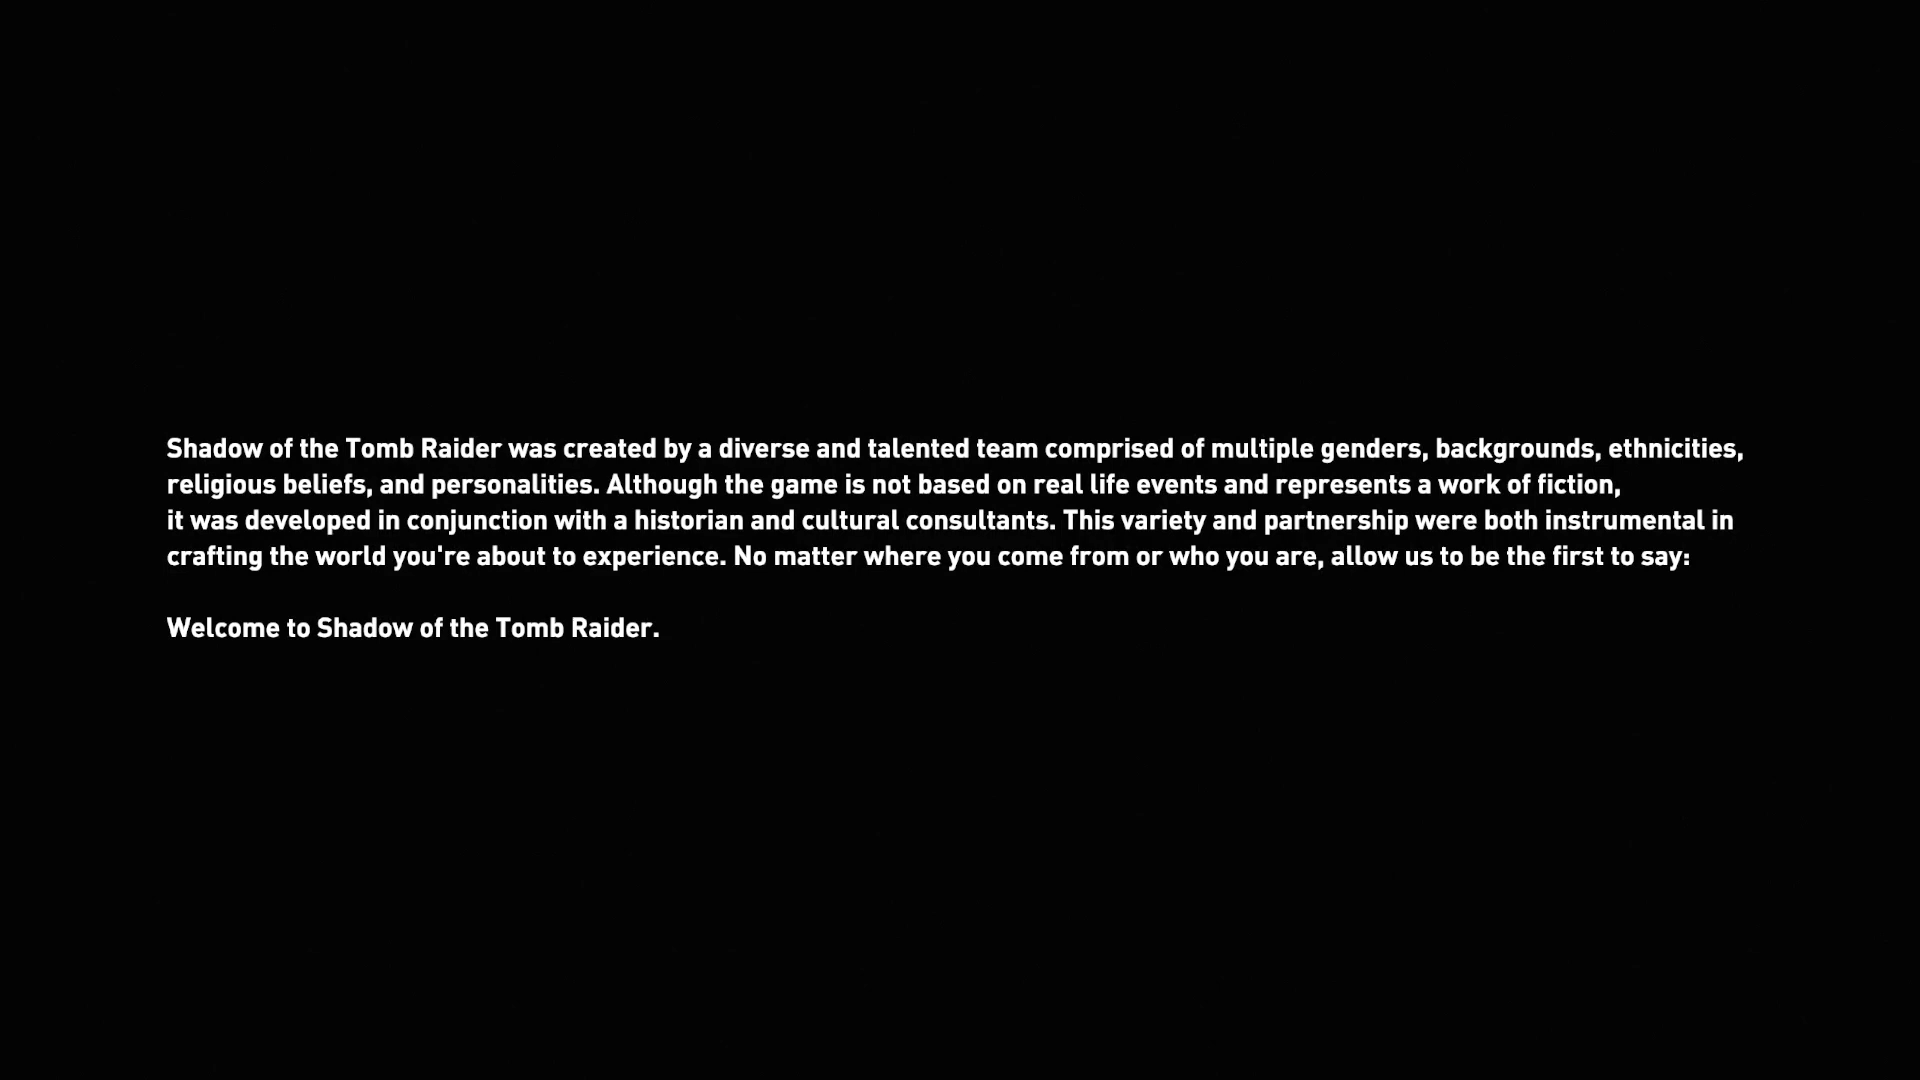 Shadow of the Tomb Raider was created by a diverse and talented team comprised of multiple genders, backgrounds, ethnicities,
religious beliefs, and personalities. Although the game is not based on real life events and represents a work of fiction,
it was developed in conjunction with a historian and cultural consultants. This variety and partnership were both instrumental in
crafting the world you're about to experience. No matter where you come from or who you are, allow us to be the first to say:
Welcome to Shadow of the Tomb Raider.